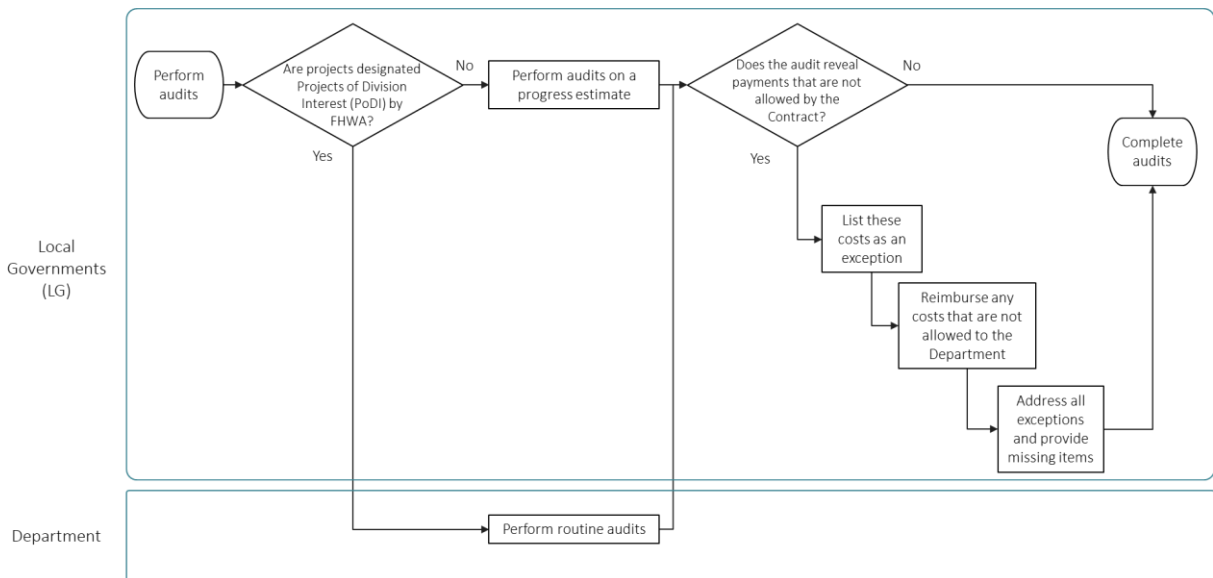 Perform
audits
Are projects designated
Projects of Division
Interest (PoDI) by
FHWA?
No
Yes
Perform audits on a
progress estimate
Does the audit reveal
payments that are not
allowed by the
Contract?
No
Yes
Complete
audits
List these
costs as an
exception
Reimburse any
costs that are not
allowed to the
Department
Address all
exceptions
and provide
missing items
Local
Governments
(LG)
Department
Perform routine audits